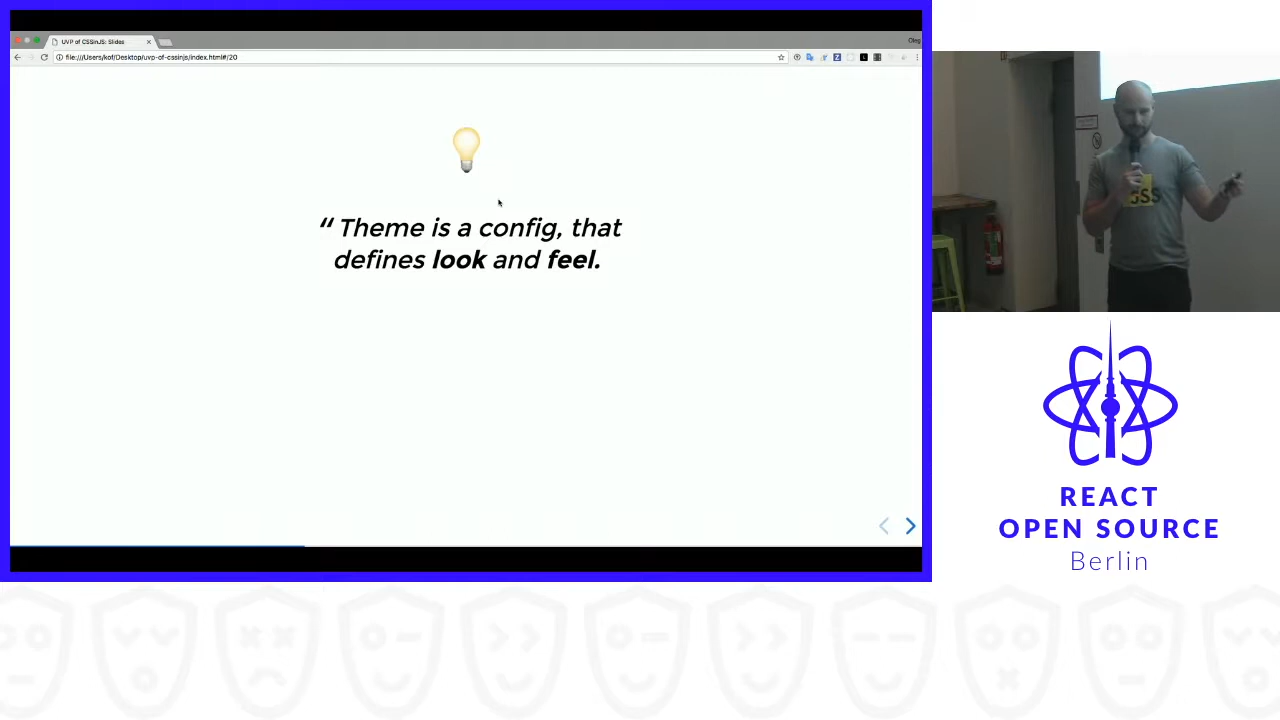 UVP of CSSinJS: Slides
Oleg
file:///Users/kof/Desktop/uvp-of-cssinjs/index.html#/20
“ Theme is a config, that
defines look and feel.
REACT
OPEN SOURCE
Berlin